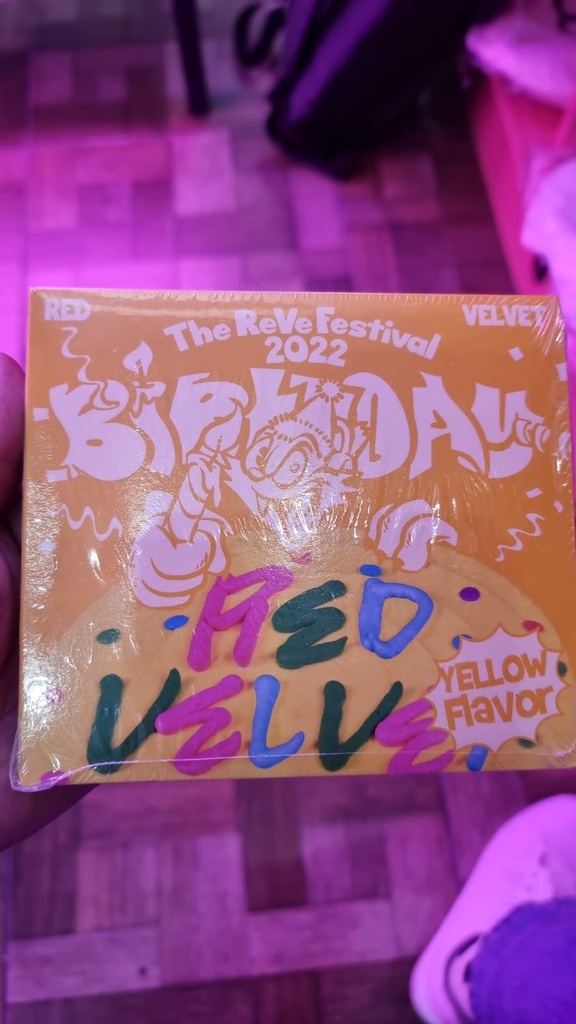 RED VELVET
The ReVe Festival
2022
BiRthDAY
RED
VELVE
YELLOW
Flavor